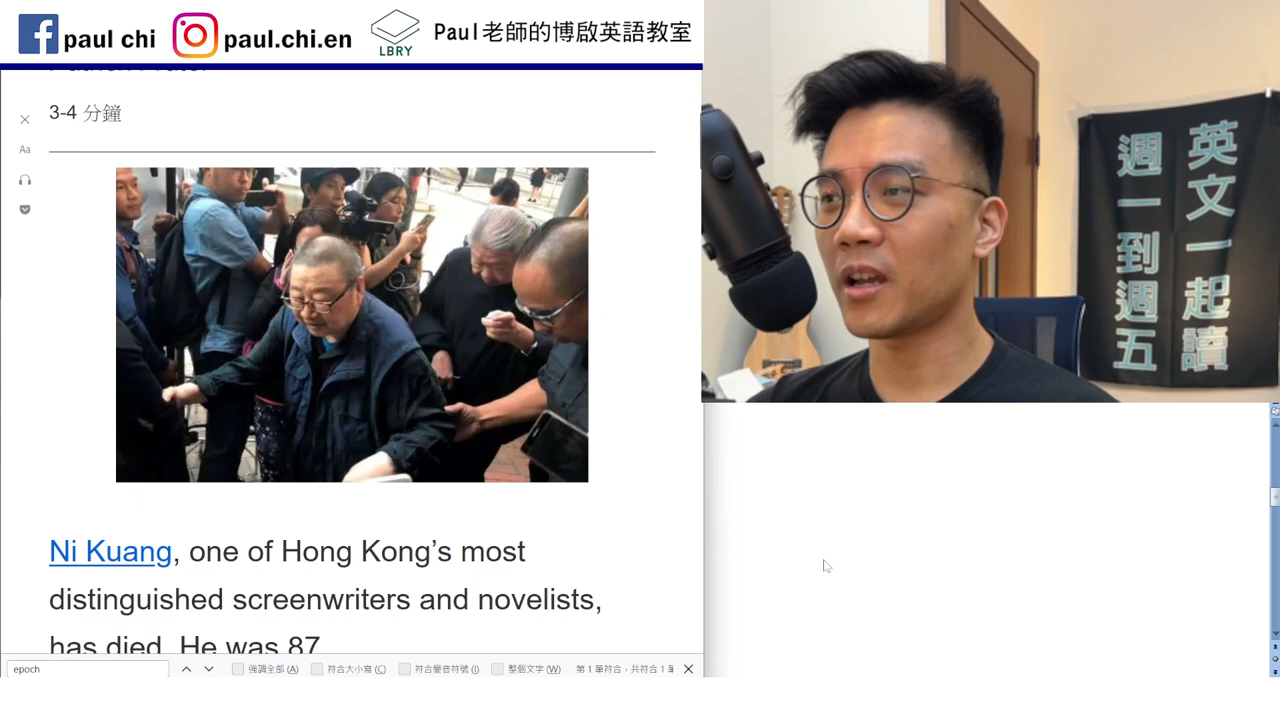 paul chi
paul.chi.en
LBRY
Paul老師的博啟英語教室
3-4 分鐘
Aa
Ni Kuang, one of Hong Kong’s most
distinguished screenwriters and novelists,
has died. He was 87
epoch
強調全部 (A)
符合大小寫 (C)
符合變音符號 (I)
整個文字 (W)
第 1 筆符合，共符合 1 筆
英文一起讀
週一到週五